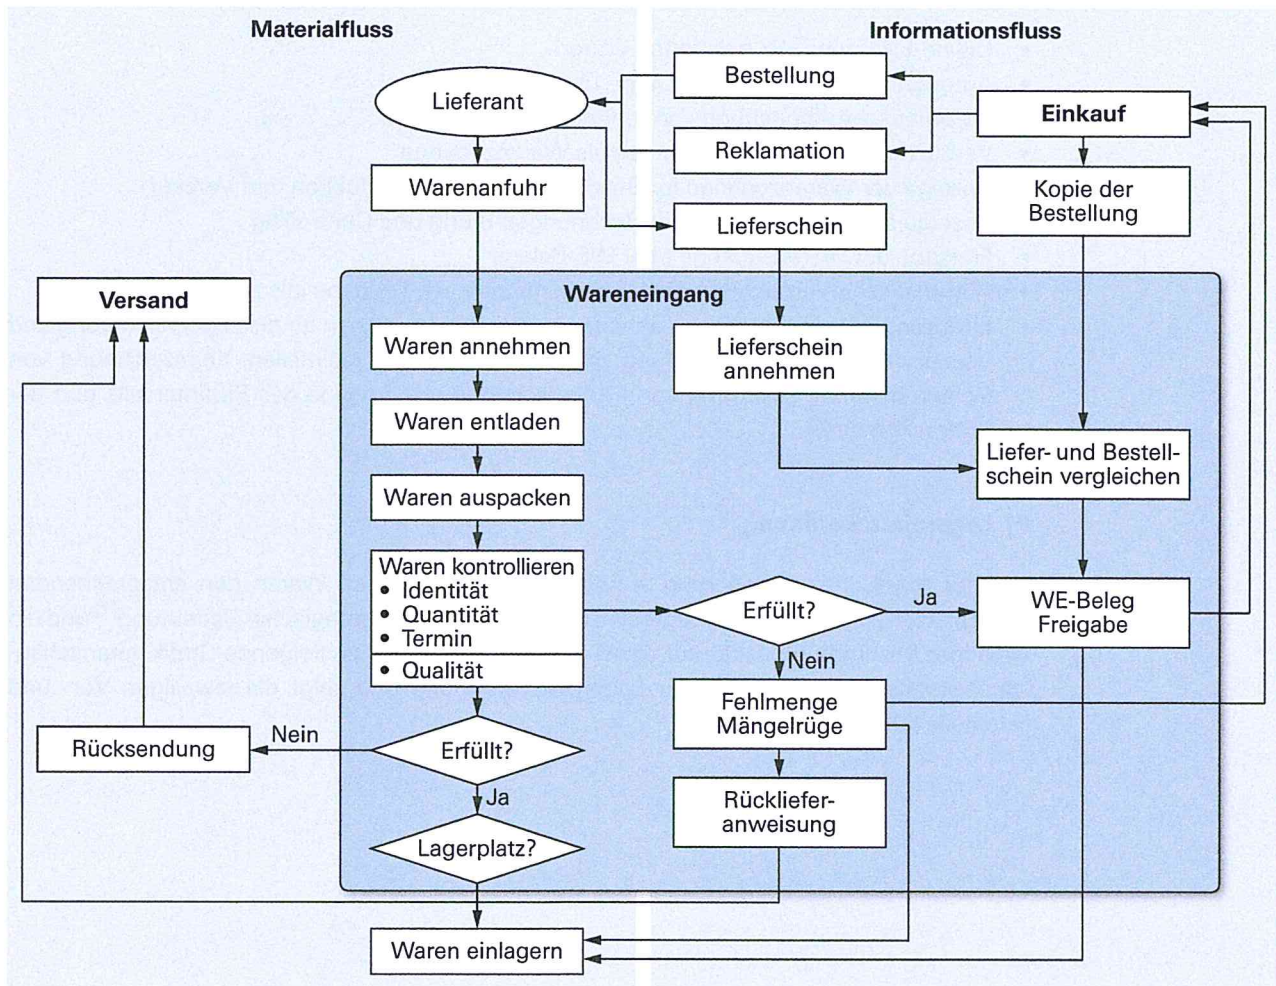 Materialfluss
Informationsfluss
Lieferant
Bestellung
Einkauf
Reklamation
Warenanfuhr
Kopie der
Bestellung
Lieferschein
Versand
Wareneingang
Waren annehmen
Lieferschein
annehmen
Waren entladen
Liefer- und Bestell-
schein vergleichen
Waren auspacken
Waren kontrollieren
• Identität
• Quantität
• Termin
• Qualität
Erfüllt?
Ja
WE-Beleg
Freigabe
Nein
Fehlmenge
Mängelrüge
Rücksendung
Nein
Erfüllt?
Ja
Rückliefer-
anweisung
Lagerplatz?
Waren einlagern